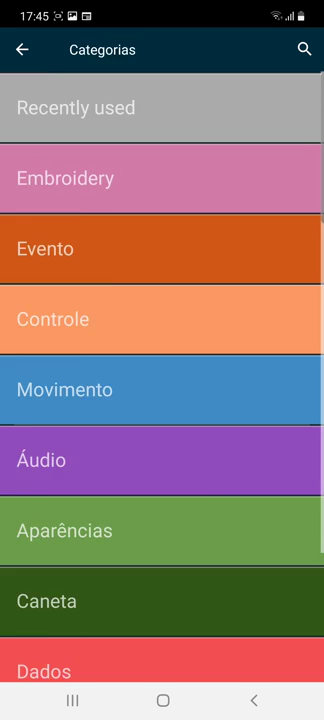 17:45
Categorias
Recently used
Embroidery
Evento
Controle
Movimento
Áudio
Aparências
Caneta
Dados